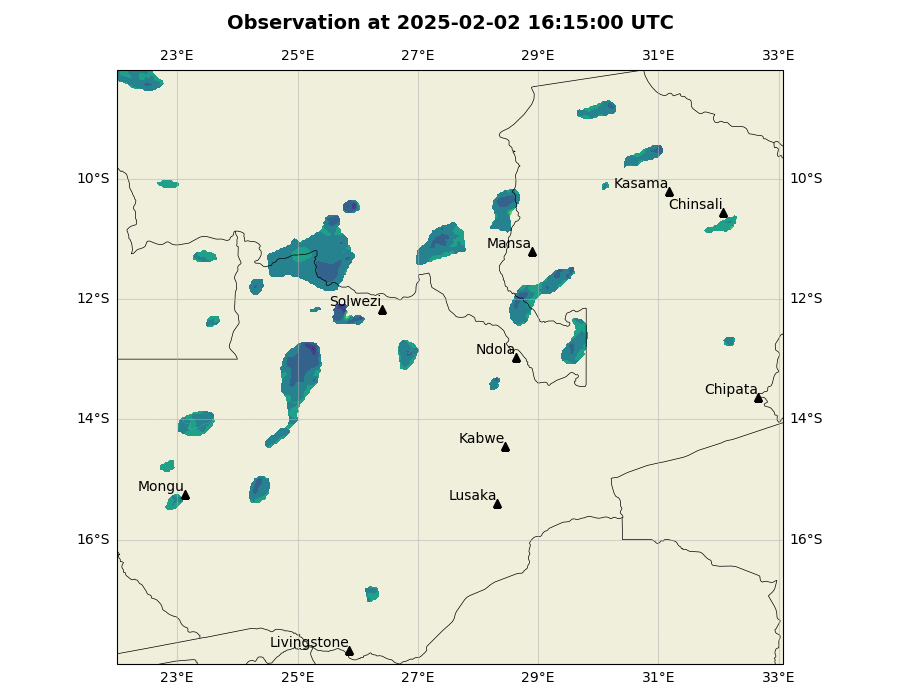 Observation at 2025-02-02 16:15:00 UTC
23°E 25°E 27°E 29°E 31°E 33°E
10°S 10°S
Kasama
Chinsali
Mansa
12°S 12°S
Solwezi
Ndola
Chipata
14°S 14°S
Kabwe
Mongu
Lusaka
16°S 16°S
Livingstone
23°E 25°E 27°E 29°E 31°E 33°E